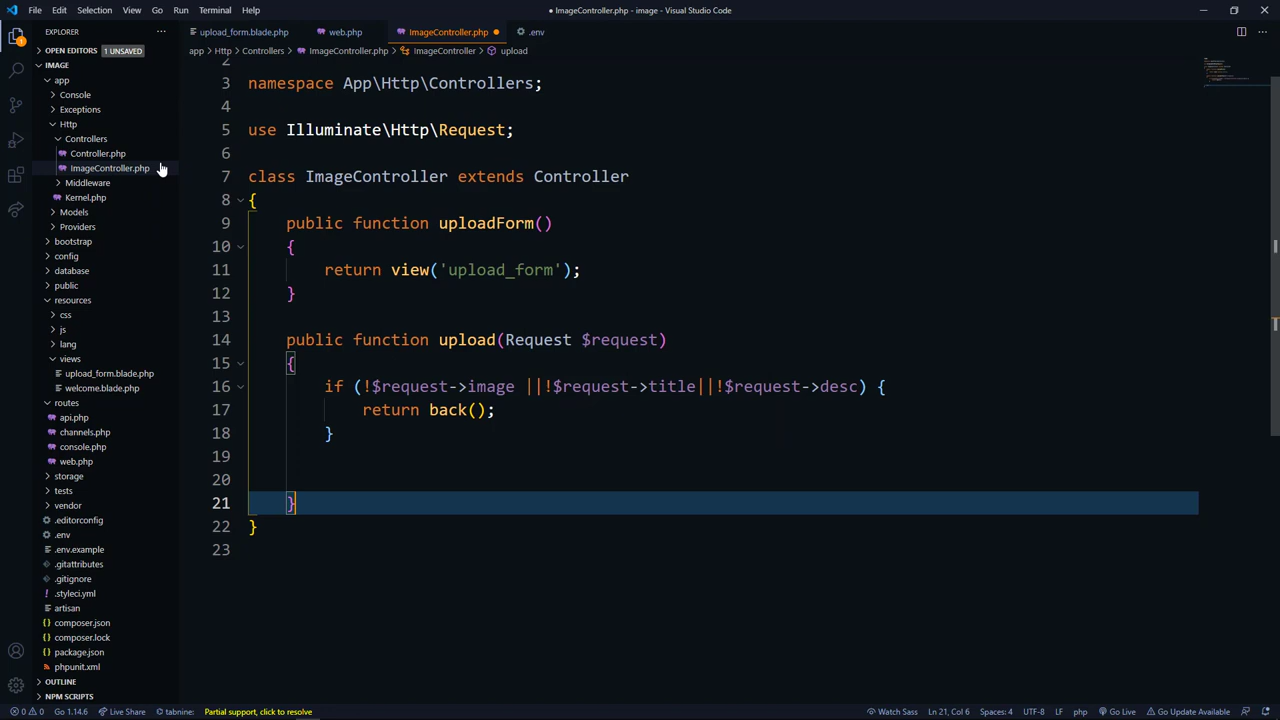 File Edit Selection View Go Run Terminal Help
● ImageController.php - image - Visual Studio Code
EXPLORER
OPEN EDITORS 1 UNSAVED
IMAGE
app
Console
Exceptions
Http
Controllers
Controller.php
ImageController.php
Middleware
Kernel.php
Models
Providers
bootstrap
config
database
public
resources
css
js
lang
views
upload_form.blade.php
welcome.blade.php
routes
api.php
channels.php
console.php
web.php
storage
tests
vendor
.editorconfig
.env
.env.example
.gitattributes
.gitignore
.styleci.yml
artisan
composer.json
composer.lock
package.json
phpunit.xml
OUTLINE
NPM SCRIPTS
upload_form.blade.php web.php ImageController.php .env
app > Http > Controllers > ImageController.php > ImageController > upload
2
3 namespace App\Http\Controllers;
4
5 use Illuminate\Http\Request;
6
7 class ImageController extends Controller
8 {
9 public function uploadForm()
10 {
11 return view('upload_form');
12 }
13
14 public function upload(Request $request)
15 {
16 if (!$request->image ||!$request->title||!$request->desc) {
17 return back();
18 }
19
20
21 }
22 }
23
0 0 Go 1.14.6 Live Share tabnine: Partial support, click to resolve Watch Sass Ln 21, Col 6 Spaces: 4 UTF-8 LF php Go Live Go Update Available